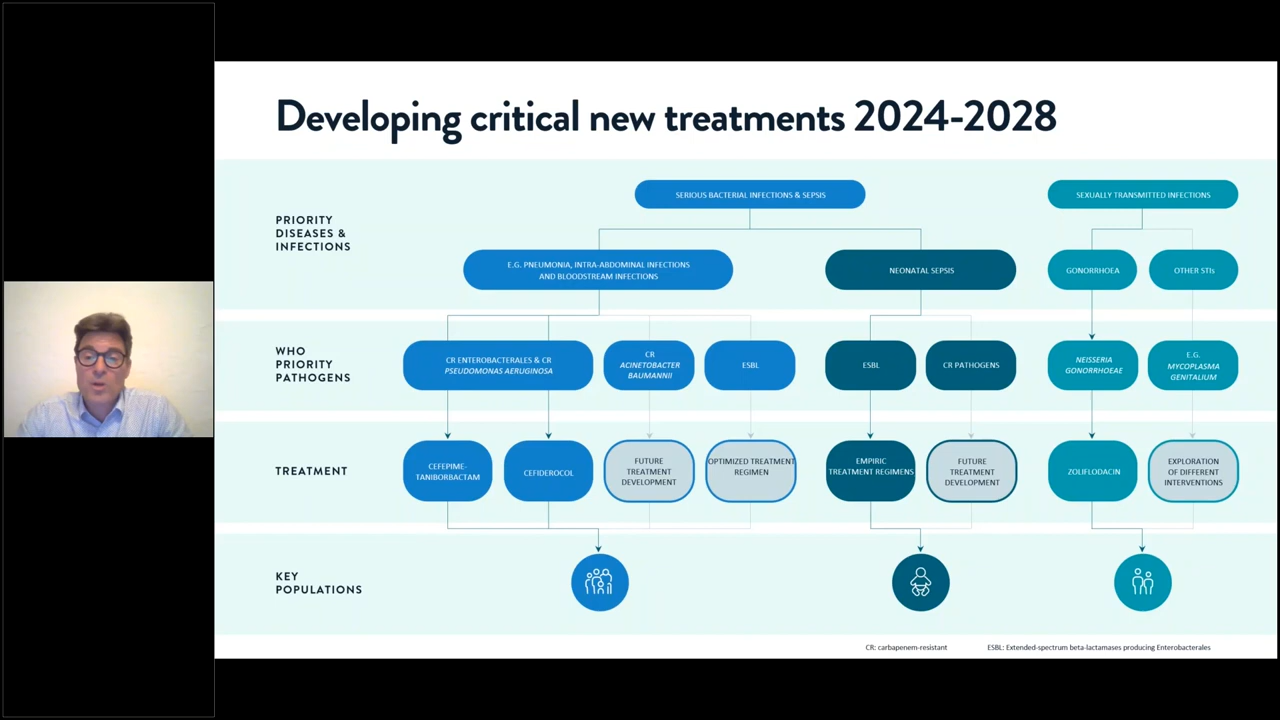 Developing critical new treatments 2024-2028
PRIORITY
DISEASES &
INFECTIONS
SERIOUS BACTERIAL INFECTIONS & SEPSIS
SEXUALLY TRANSMITTED INFECTIONS
E.G. PNEUMONIA, INTRA-ABDOMINAL INFECTIONS
AND BLOODSTREAM INFECTIONS
NEONATAL SEPSIS
GONORRHOEA
OTHER STIs
WHO
PRIORITY
PATHOGENS
CR ENTEROBACTERALES & CR
PSEUDOMONAS AERUGINOSA
CR
ACINETOBACTER
BAUMANNII
ESBL
ESBL
CR PATHOGENS
NEISSERIA
GONORRHOEAE
E.G.
MYCOPLASMA
GENITALIUM
TREATMENT
CEFEPIME-
TANIBORBACTAM
CEFIDEROCOL
FUTURE
TREATMENT
DEVELOPMENT
OPTIMIZED TREATMENT
REGIMEN
EMPIRIC
TREATMENT REGIMENS
FUTURE
TREATMENT
DEVELOPMENT
ZOLIFLODACIN
EXPLORATION
OF DIFFERENT
INTERVENTIONS
KEY
POPULATIONS
CR: carbapenem-resistant
ESBL: Extended-spectrum beta-lactamases producing Enterobacterales